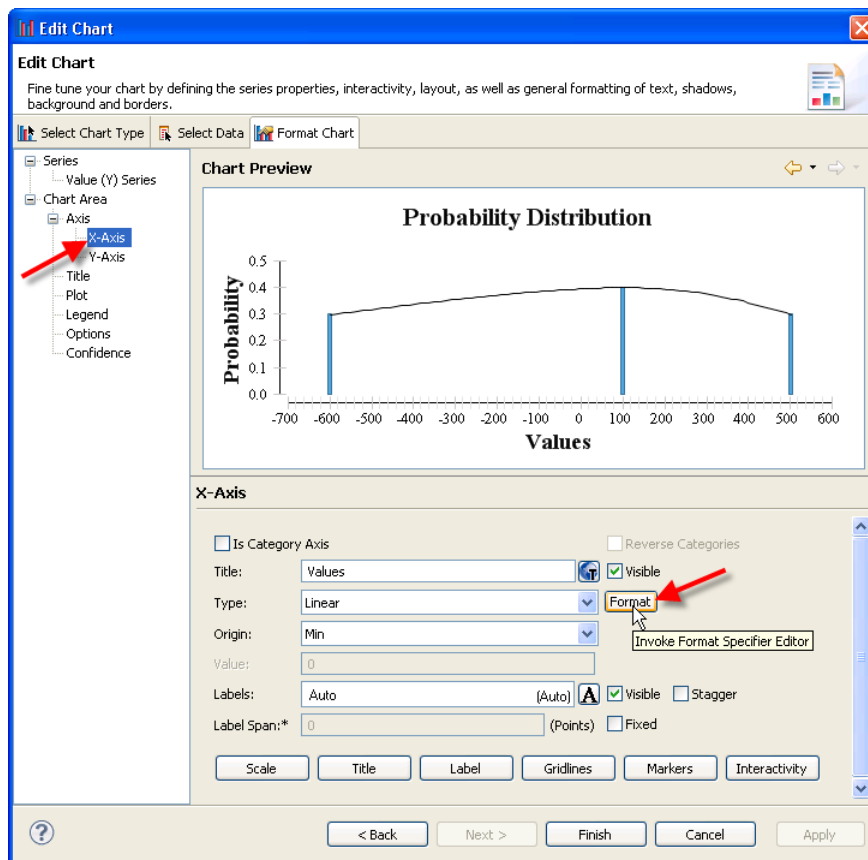 Edit Chart
Edit Chart
Fine tune your chart by defining the series properties, interactivity, layout, as well as general formatting of text, shadows,
background and borders.
Select Chart Type Select Data Format Chart
Series
Value (Y) Series
Chart Area
Axis
X-Axis
Y-Axis
Title
Plot
Legend
Options
Confidence
Chart Preview
Probability Distribution
Probability
0.5
0.4
0.3
0.2
0.1
0.0
-700 -600 -500 -400 -300 -200 -100 0 100 200 300 400 500 600
Values
X-Axis
Is Category Axis Reverse Categories
Title: Values T Visible
Type: Linear Format
Origin: Min
Invoke Format Specifier Editor
Value: 0
Labels: Auto (Auto) A Visible Stagger
Label Span:* 0 (Points) Fixed
Scale Title Label Gridlines Markers Interactivity
? < Back Next > Finish Cancel Apply